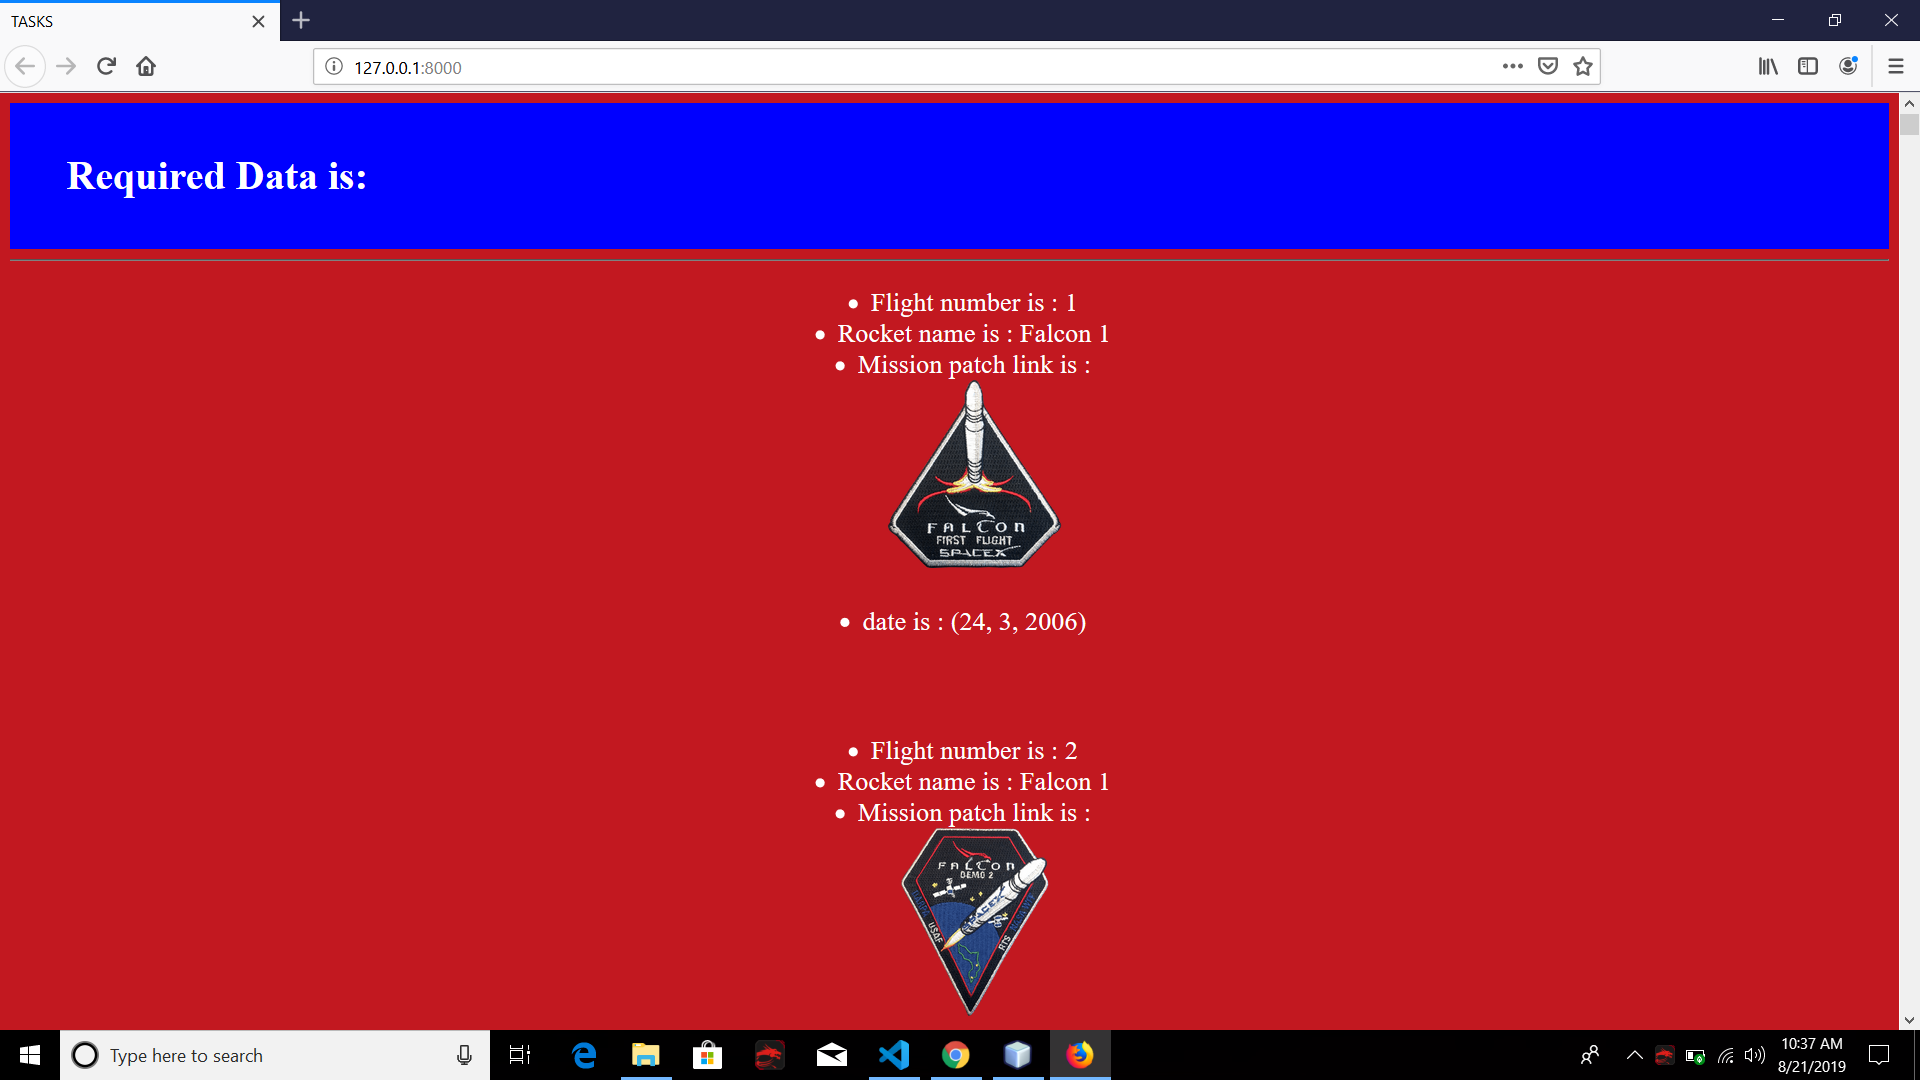 TASKS
127.0.0.1:8000
Required Data is:
Flight number is : 1
Rocket name is : Falcon 1
Mission patch link is :
FALCON
FIRST FLIGHT
SPACEX
date is : (24, 3, 2006)
Flight number is : 2
Rocket name is : Falcon 1
Mission patch link is :
FALCON
DEMO 2
SPACEX
USAF
RTS
Type here to search
10:37 AM
8/21/2019